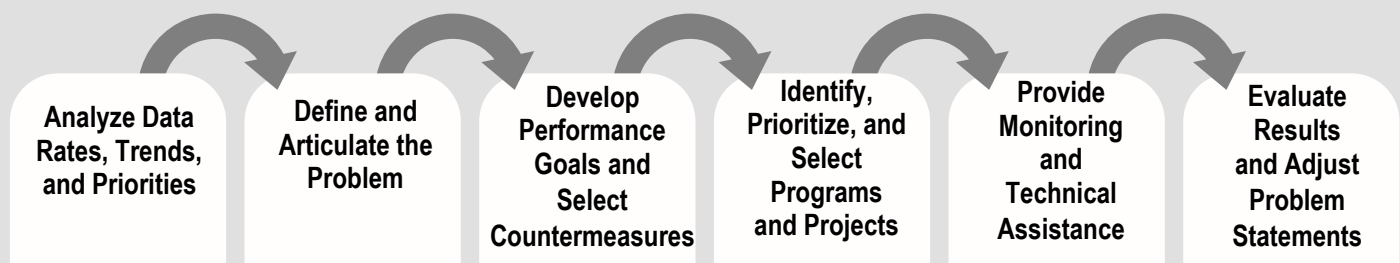 Analyze Data
Rates, Trends,
and Priorities
Define and
Articulate the
Problem
Develop
Performance
Goals and
Select
Countermeasures
Identify,
Prioritize, and
Select
Programs
and Projects
Provide
Monitoring
and
Technical
Assistance
Evaluate
Results
and Adjust
Problem
Statements